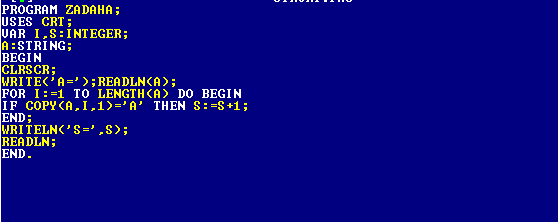 PROGRAM ZADAHA;
USES CRT;
VAR I,S:INTEGER;
A:STRING;
BEGIN
CLRSCR;
WRITE('A=');READLN(A);
FOR I:=1 TO LENGTH(A) DO BEGIN
IF COPY(A,I,1)='A' THEN S:=S+1;
END;
WRITELN('S=',S);
READLN;
END.